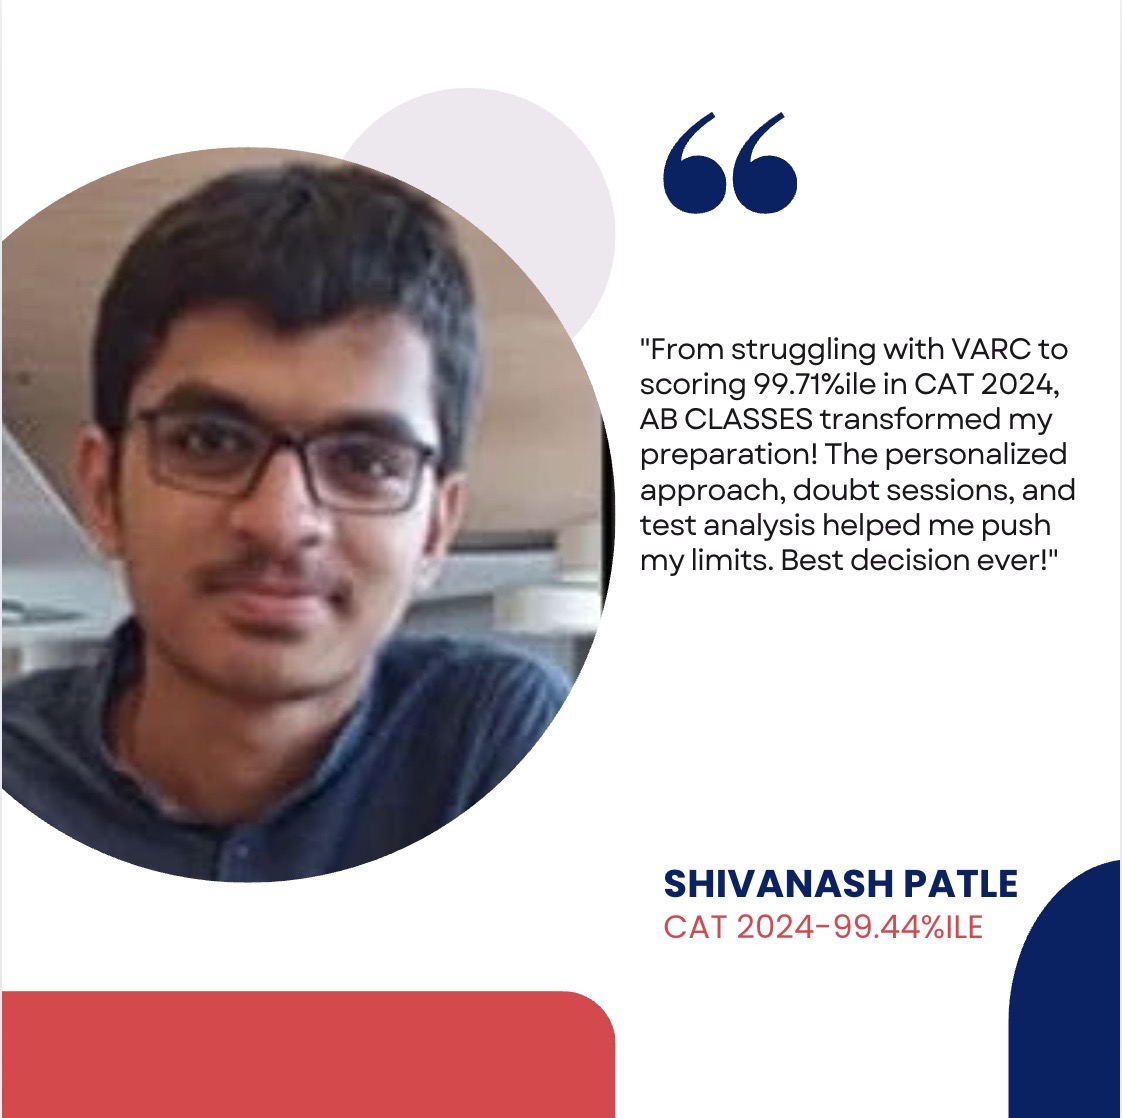 "From struggling with VARC to
scoring 99.71%ile in CAT 2024,
AB CLASSES transformed my
preparation! The personalized
approach, doubt sessions, and
test analysis helped me push
my limits. Best decision ever!"
SHIVANASH PATLE
CAT 2024-99.44%ILE